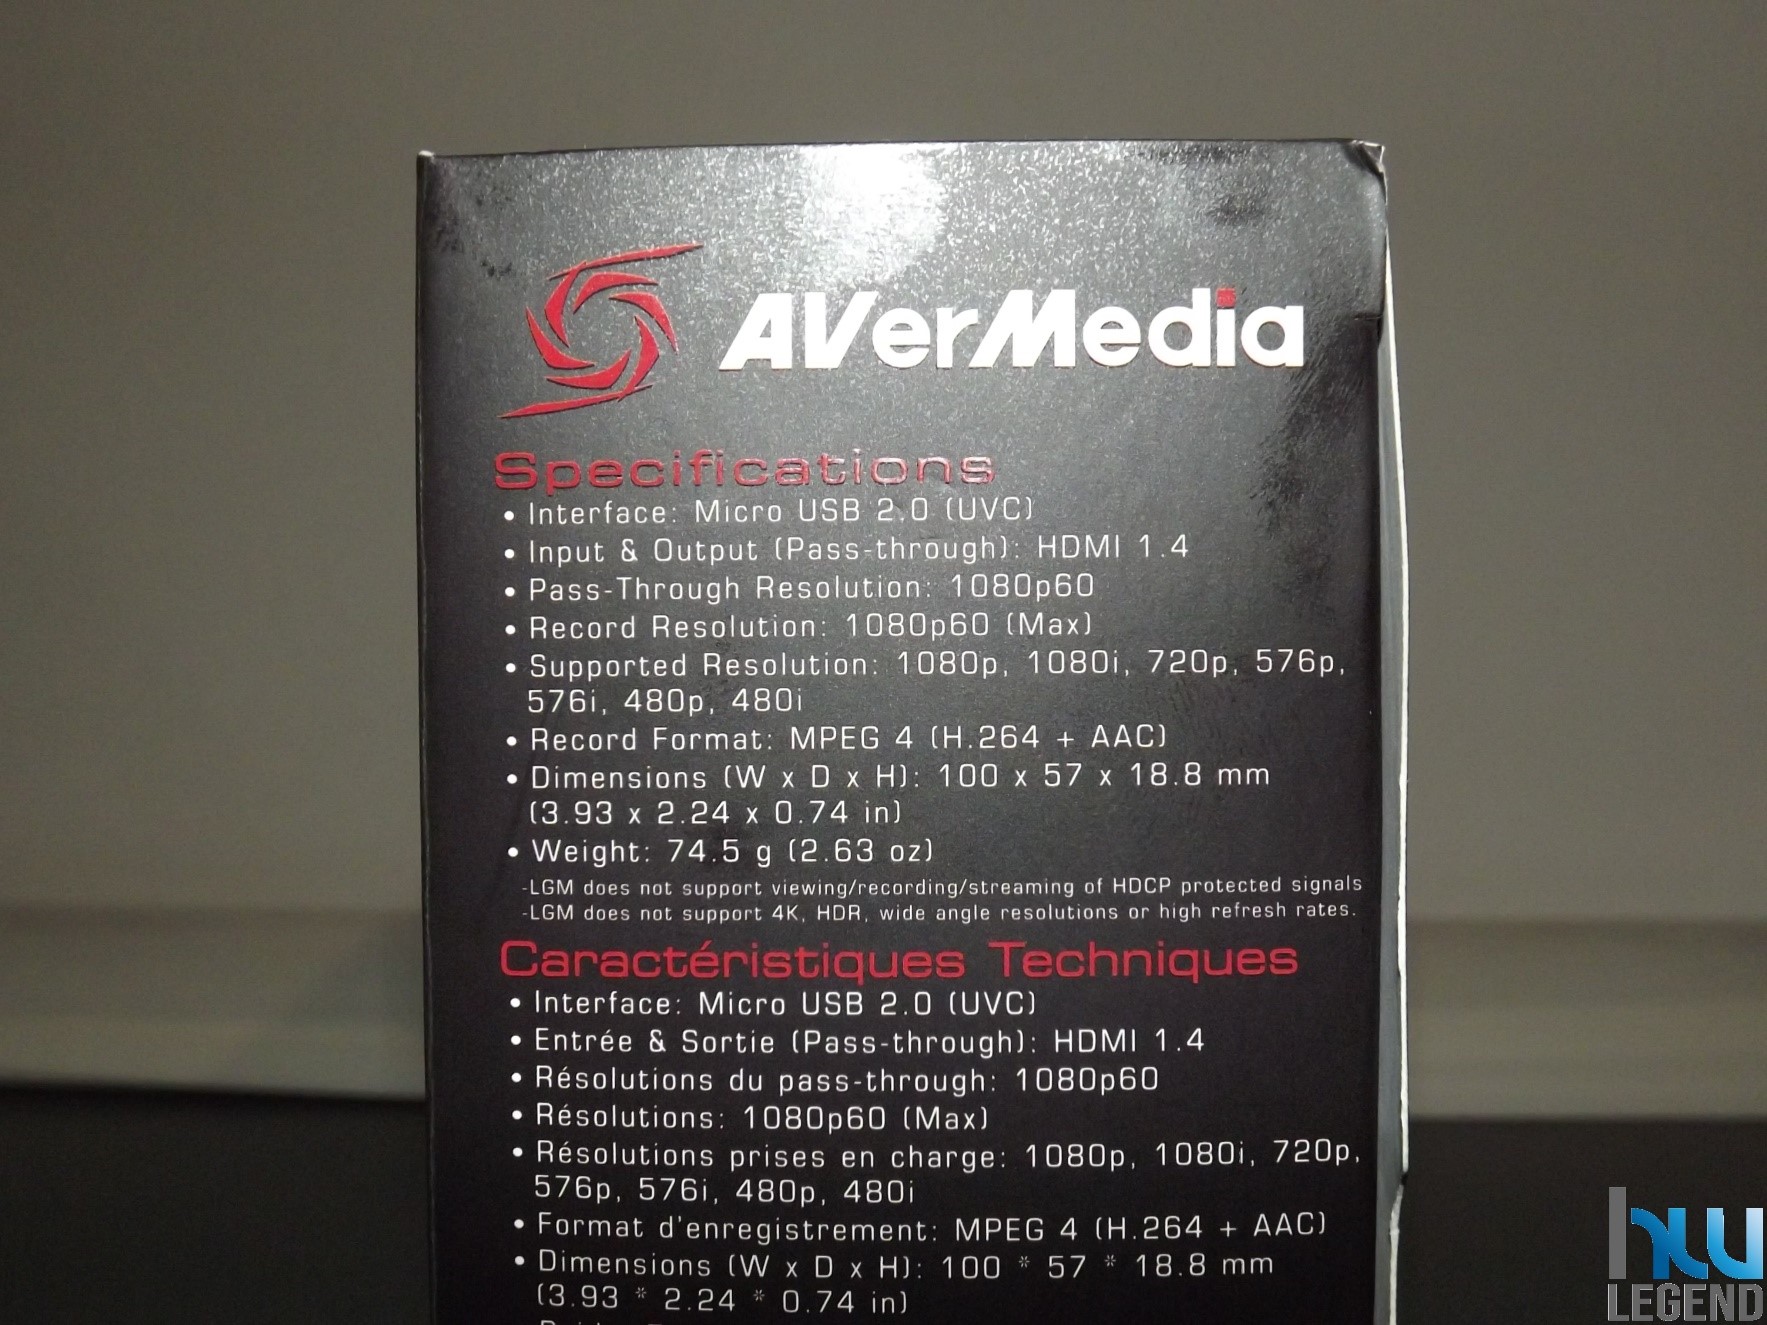 AVerMedia
Specifications
• Interface: Micro USB 2.0 (UVC)
• Input & Output (Pass-through): HDMI 1.4
• Pass-Through Resolution: 1080p60
• Record Resolution: 1080p60 (Max)
• Supported Resolution: 1080p, 1080i, 720p, 576p,
576i, 480p, 480i
• Record Format: MPEG 4 (H.264 + AAC)
• Dimensions (W x D x H): 100 x 57 x 18.8 mm
(3.93 x 2.24 x 0.74 in)
• Weight: 74.5 g (2.63 oz)
-LGM does not support viewing/recording/streaming of HDCP protected signals
-LGM does not support 4K, HDR, wide angle resolutions or high refresh rates.
Caractéristiques Techniques
• Interface: Micro USB 2.0 (UVC)
• Entrée & Sortie (Pass-through): HDMI 1.4
• Résolutions du pass-through: 1080p60
• Résolutions: 1080p60 (Max)
• Résolutions prises en charge: 1080p, 1080i, 720p,
576p, 576i, 480p, 480i
• Format d'enregistrement: MPEG 4 (H.264 + AAC)
• Dimensions (W x D x H): 100 * 57 * 18.8 mm
(3.93 * 2.24 * 0.74 in)
LEGEND